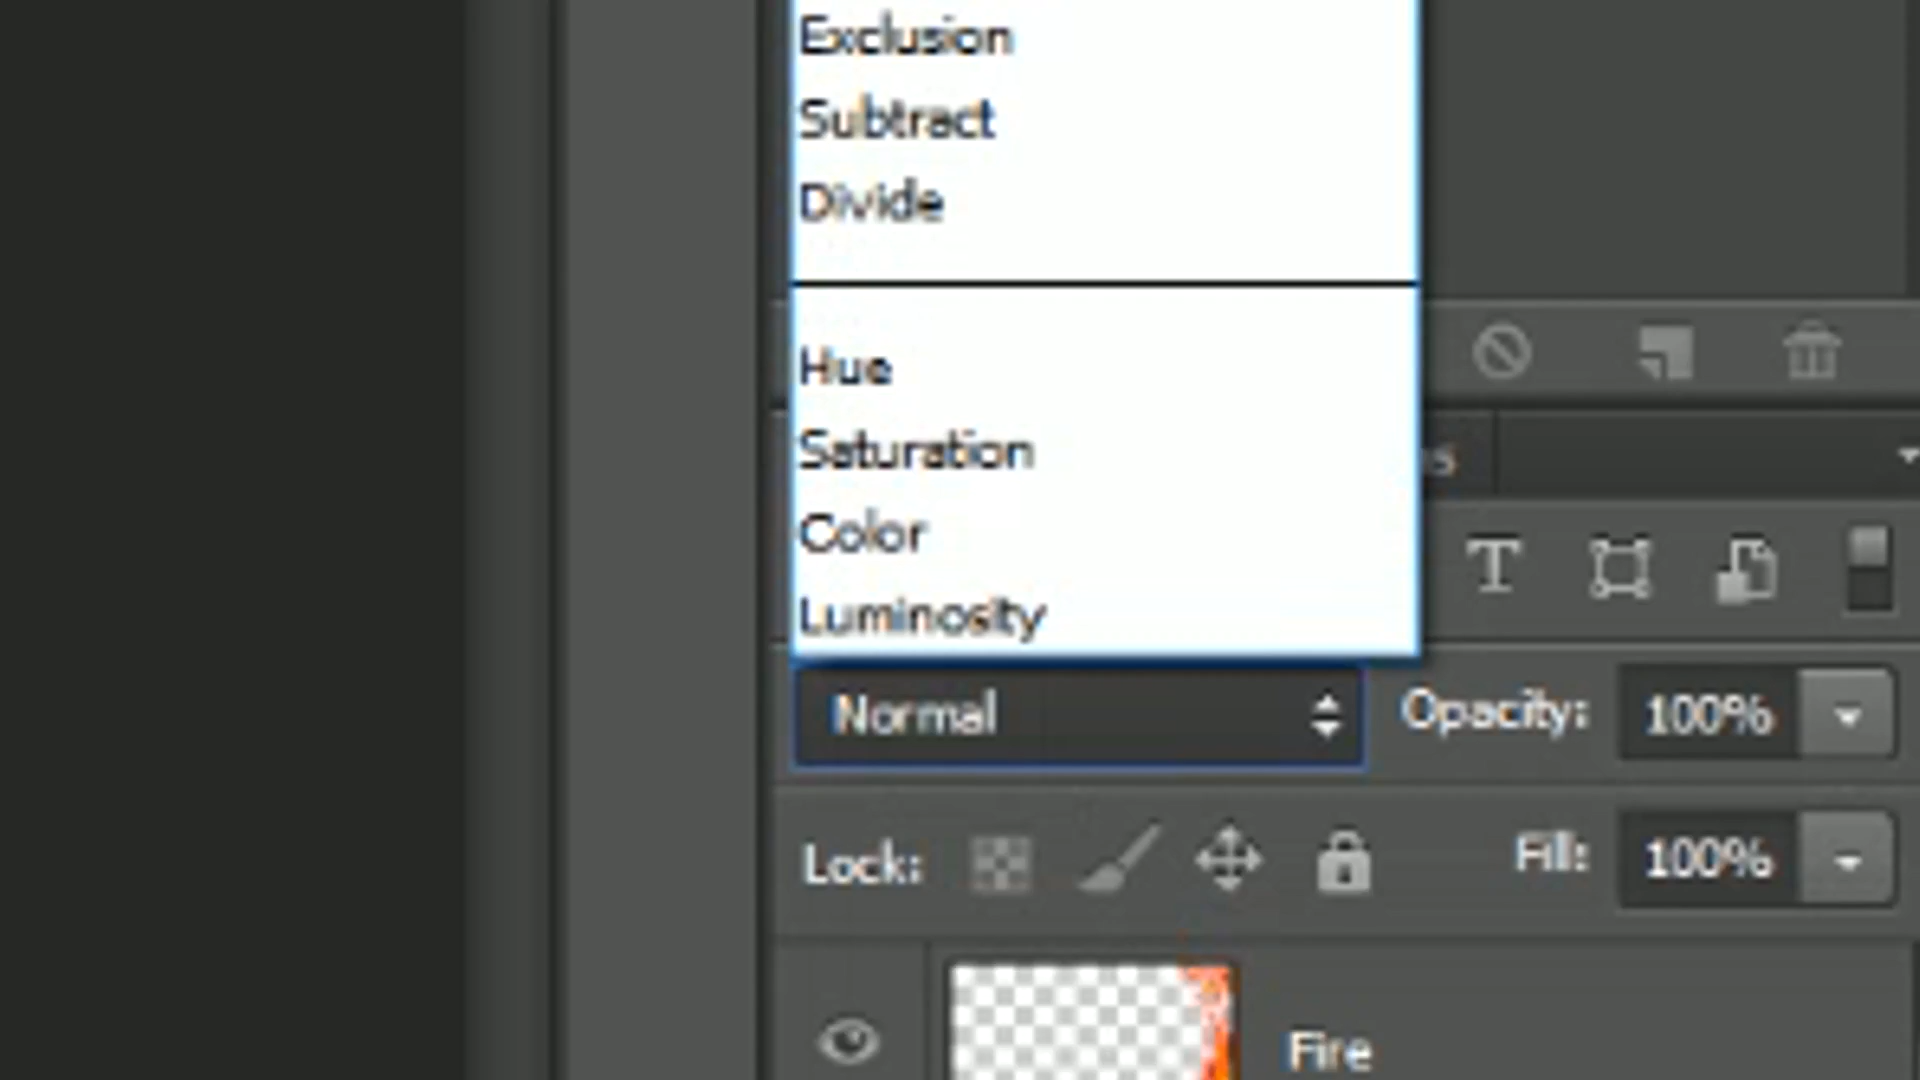 Exclusion
Subtract
Divide
Hue
Saturation
Color
Luminosity
Normal
Opacity: 100%
Lock:
Fill: 100%
Fire